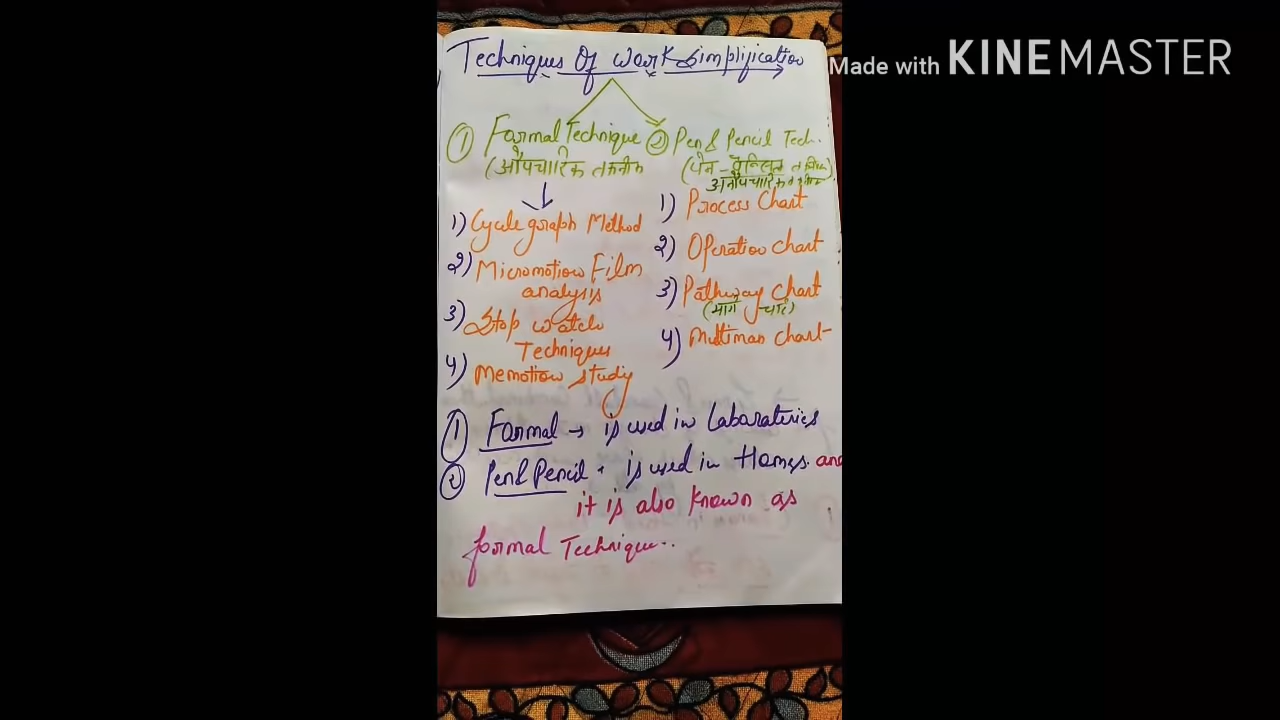 Techniques Of Work Simplification
Made with KINEMASTER
① Formal Technique
(औपचारिक तकनीक
1) Cycle graph Method
2) Micromotion Film
analysis
3) Stop watch
Techniques
4) Memotion study
② Pen & Pencil Tech.
(पेन - पेन्सिल
अनौपचारिक
1) Process Chart
2) Operation chart
3) Pathway chart
(मार्ग चार्ट)
4) Multiman chart
① Formal → is used in Labarateries
② Pen & Pencil • is used in Homes. and
it is also known as
formal Technique..